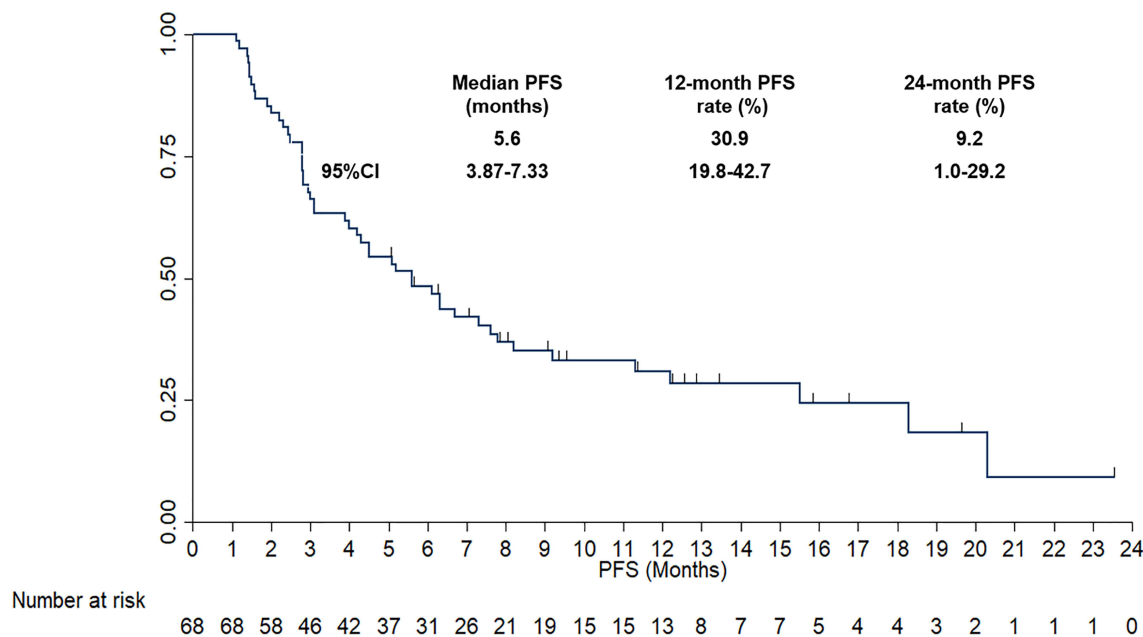 1.00
Median PFS (months) 12-month PFS rate (%) 24-month PFS rate (%)
5.6 30.9 9.2
0.75
95%CI 3.87-7.33 19.8-42.7 1.0-29.2
0.50
0.25
0.00
0 1 2 3 4 5 6 7 8 9 10 11 12 13 14 15 16 17 18 19 20 21 22 23 24
PFS (Months)
Number at risk
68 68 58 46 42 37 31 26 21 19 15 15 13 8 7 7 5 4 4 3 2 1 1 1 0